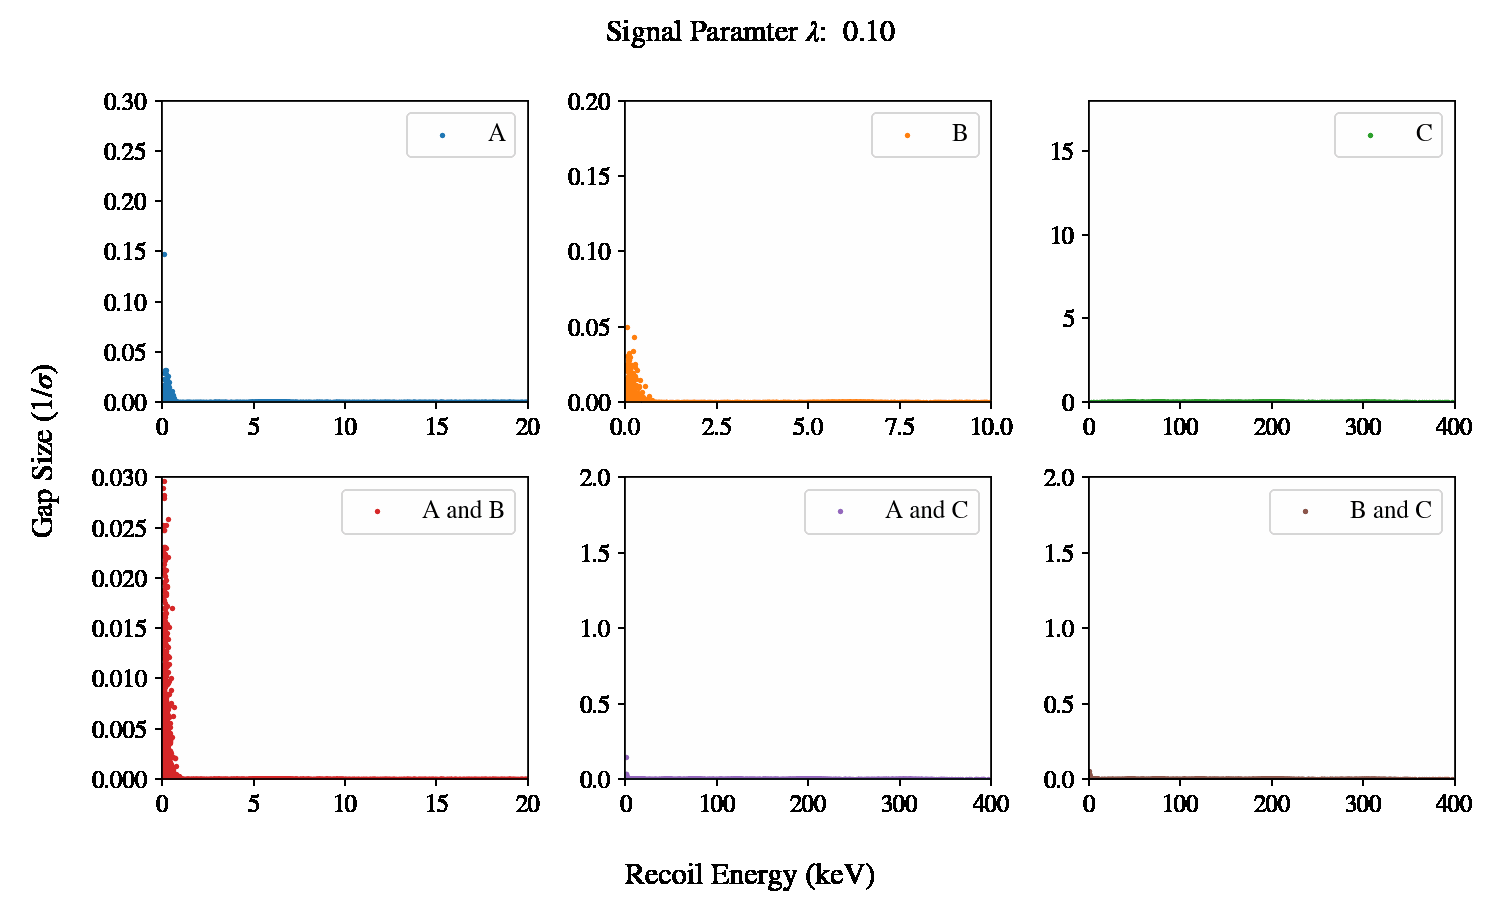 Signal Paramter λ: 0.10
0.30
0.25
0.20
0.15
0.10
0.05
0.00
0 5 10 15 20
A
0.20
0.15
0.10
0.05
0.00
0.0 2.5 5.0 7.5 10.0
B
15
10
5
0
0 100 200 300 400
C
Gap Size (1/σ)
0.030
0.025
0.020
0.015
0.010
0.005
0.000
0 5 10 15 20
A and B
2.0
1.5
1.0
0.5
0.0
0 100 200 300 400
A and C
2.0
1.5
1.0
0.5
0.0
0 100 200 300 400
B and C
Recoil Energy (keV)